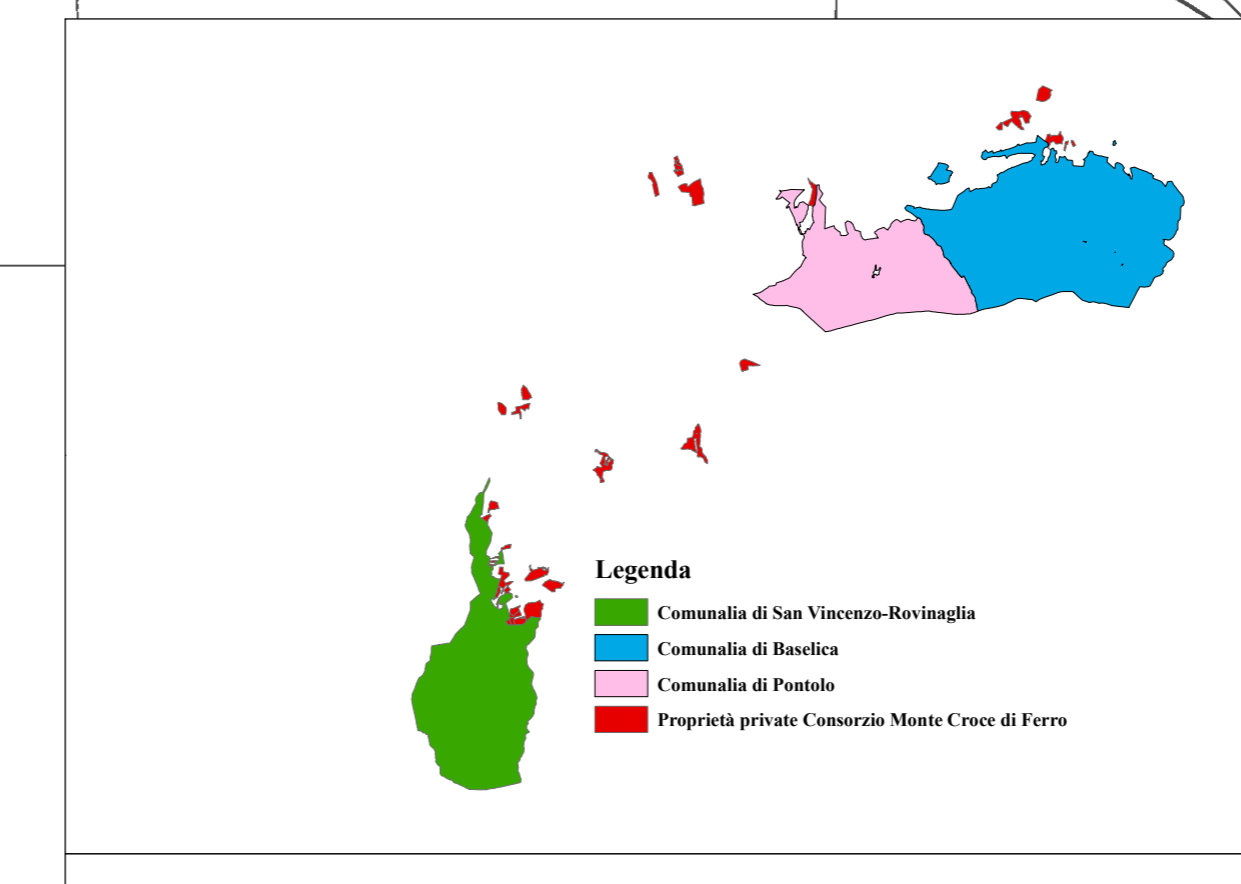 Legenda
Comunalia di San Vincenzo-Rovinaglia
Comunalia di Baselica
Comunalia di Pontolo
Proprietà private Consorzio Monte Croce di Ferro